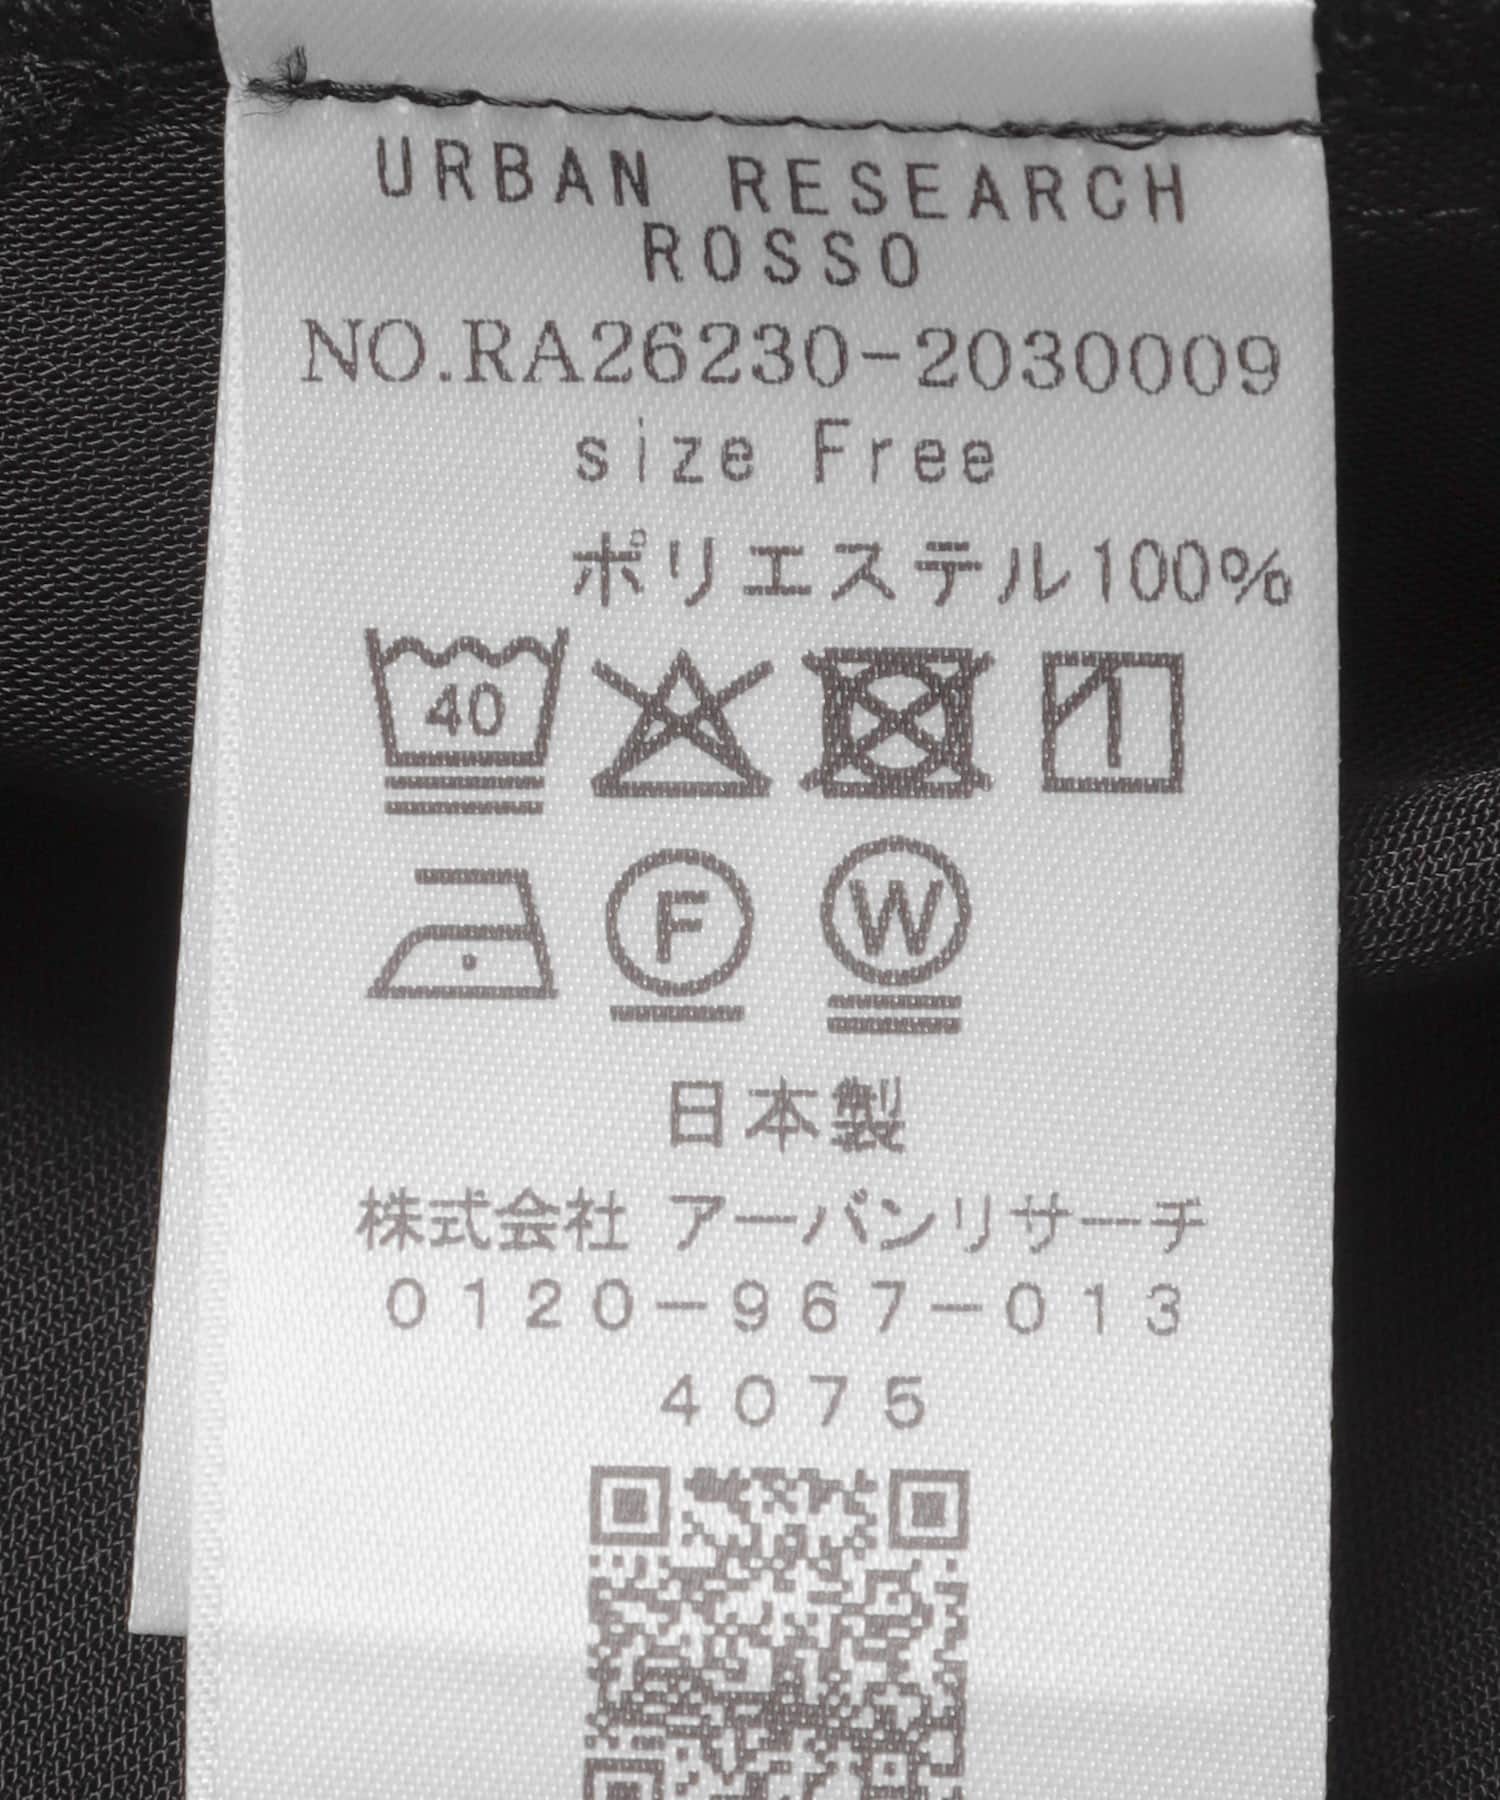 URBAN RESEARCH
ROSSO
NO.RA26230-2030009
size Free
ポリエステル100%
40
F
W
日本製
株式会社 アーバンリサーチ
0120-967-013
4075